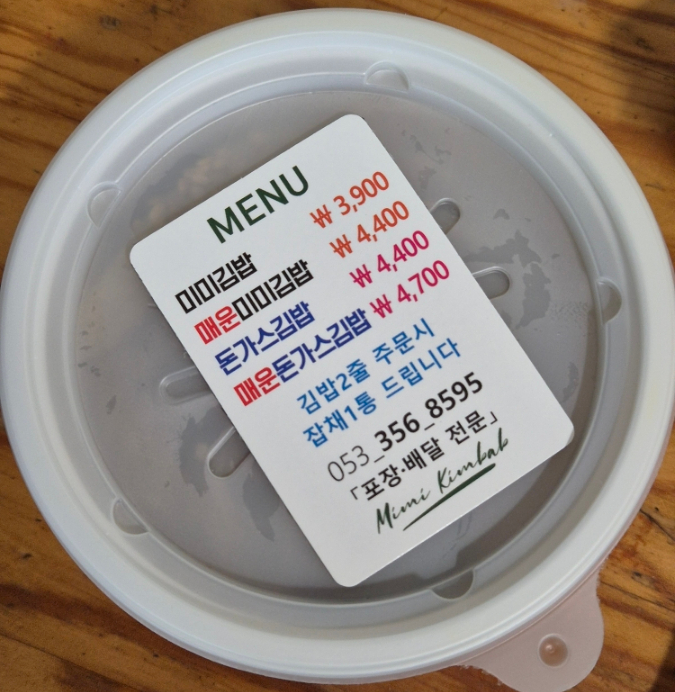 MENU
미미김밥 ₩ 3,900
매운미미김밥 ₩ 4,400
돈가스김밥 ₩ 4,400
매운돈가스김밥 ₩ 4,700
김밥2줄 주문시
잡채1통 드립니다
053_356_8595
「포장·배달 전문」
Mimi Kimbab